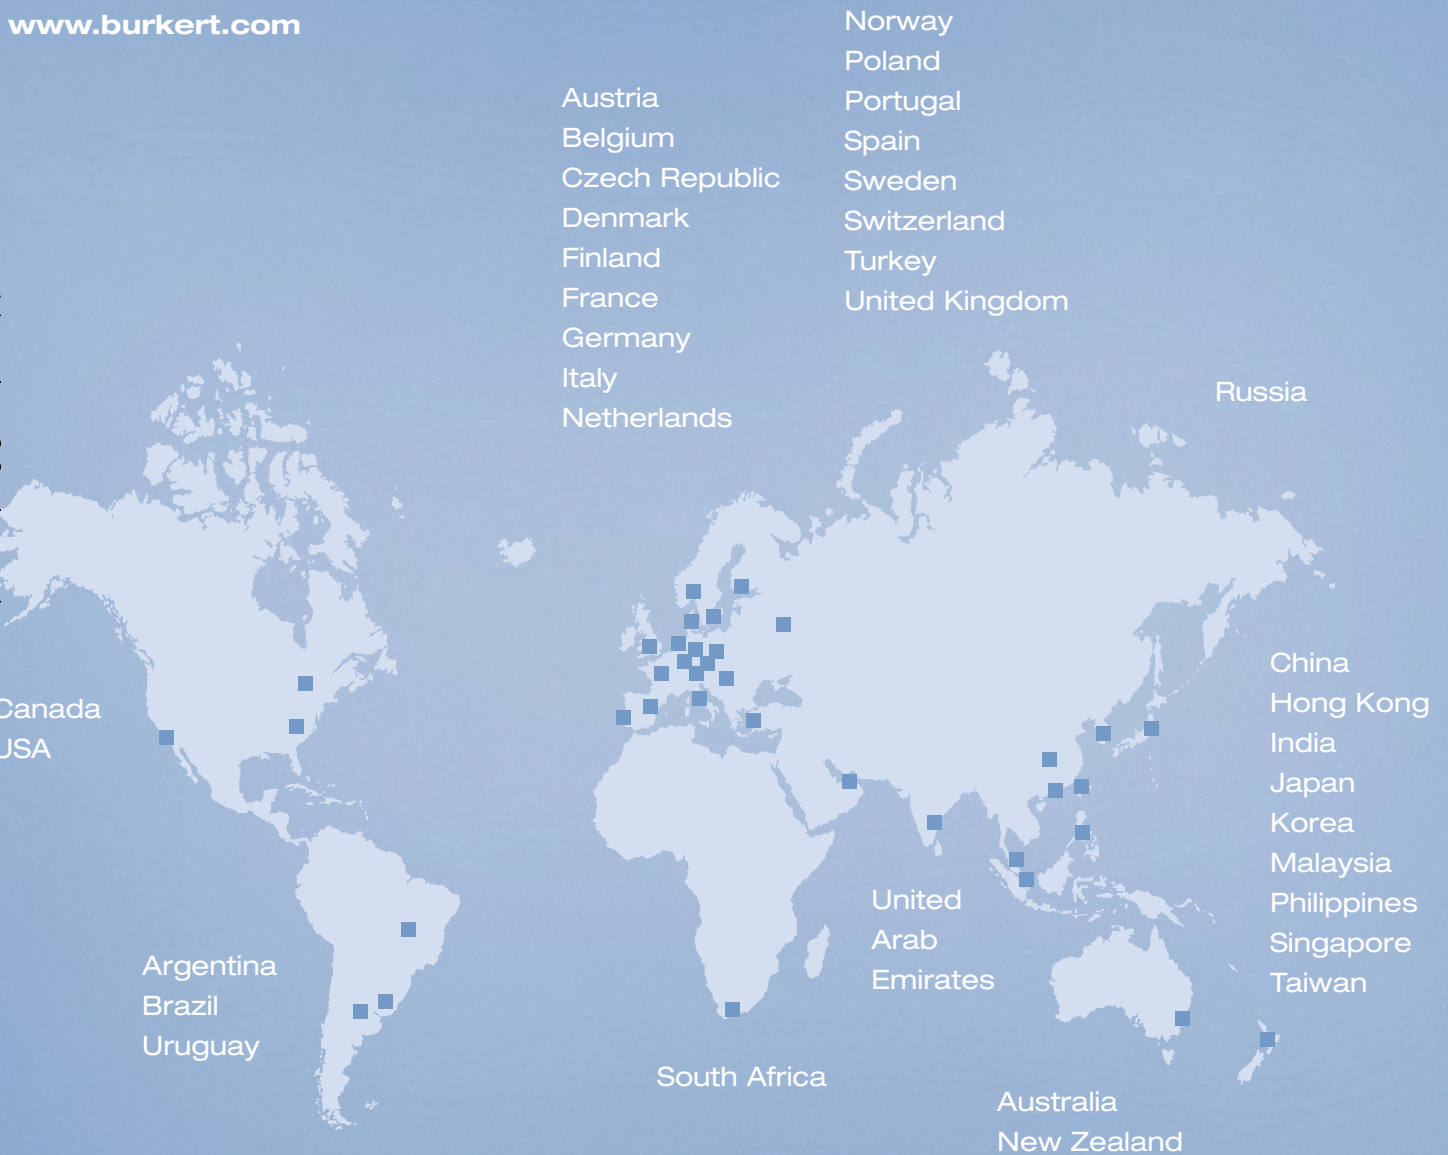 www.burkert.com
Austria
Belgium
Czech Republic
Denmark
Finland
France
Germany
Italy
Netherlands
Norway
Poland
Portugal
Spain
Sweden
Switzerland
Turkey
United Kingdom
Russia
Canada
USA
China
Hong Kong
India
Japan
Korea
Malaysia
Philippines
Singapore
Taiwan
United
Arab
Emirates
Argentina
Brazil
Uruguay
South Africa
Australia
New Zealand